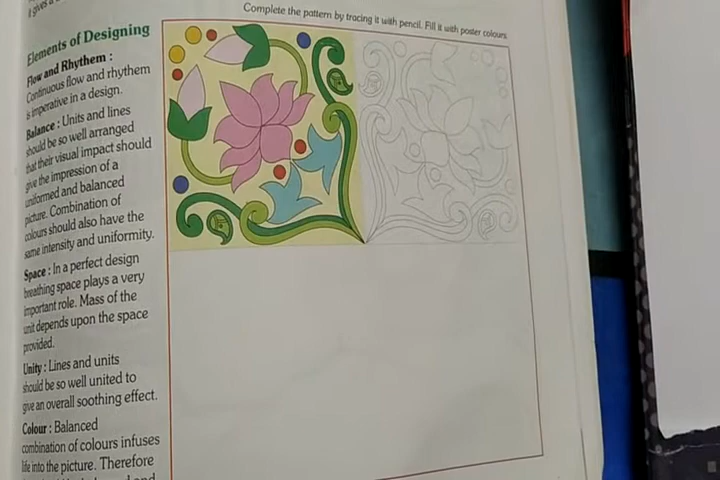 it gives a
Complete the pattern by tracing it with pencil. Fill it with poster colours.
Elements of Designing
Flow and Rhythem :
Continuous flow and rhythem
is imperative in a design.
Balance : Units and lines
should be so well arranged
that their visual impact should
give the impression of a
uniformed and balanced
picture. Combination of
colours should also have the
same intensity and uniformity.
Space : In a perfect design
breathing space plays a very
important role. Mass of the
unit depends upon the space
provided.
Unity : Lines and units
should be so well united to
give an overall soothing effect.
Colour : Balanced
combination of colours infuses
life into the picture. Therefore